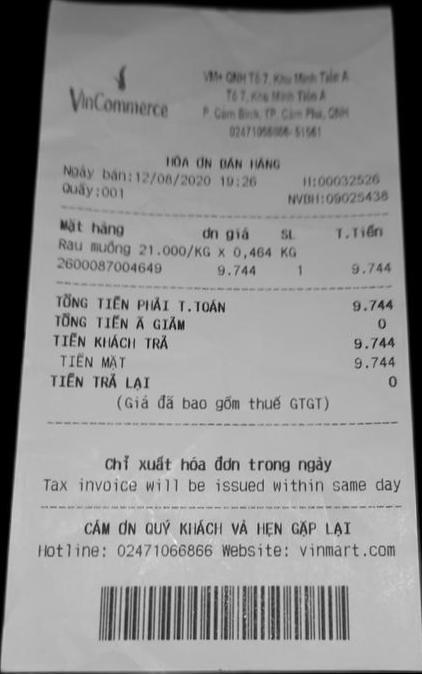 VinCommerce
VM+ QNH Tổ 7, Khu Minh Tiến A
Tổ 7, Khu Minh Tiến A
P. Cẩm Bình, TP. Cẩm Phả, QNH
02471066866-51561
HÓA ƠN BÁN HÀNG
Ngày bán:12/08/2020 19:26 H:00032526
Quầy:001 NVBH:09025438
Mặt hàng ơn giá SL T.Tiền
Rau muống 21.000/KG X 0,464 KG
2600087004649 9.744 1 9.744
TỔNG TIỀN PHẢI T.TOÁN 9.744
TỔNG TIỀN Ã GIẢM 0
TIỀN KHÁCH TRẢ 9.744
TIỀN MẶT 9.744
TIỀN TRẢ LẠI 0
(Giá đã bao gồm thuế GTGT)
Chỉ xuất hóa đơn trong ngày
Tax invoice will be issued within same day
CẢM ƠN QUÝ KHÁCH VÀ HẸN GẶP LẠI
Hotline: 02471066866 Website: vinmart.com